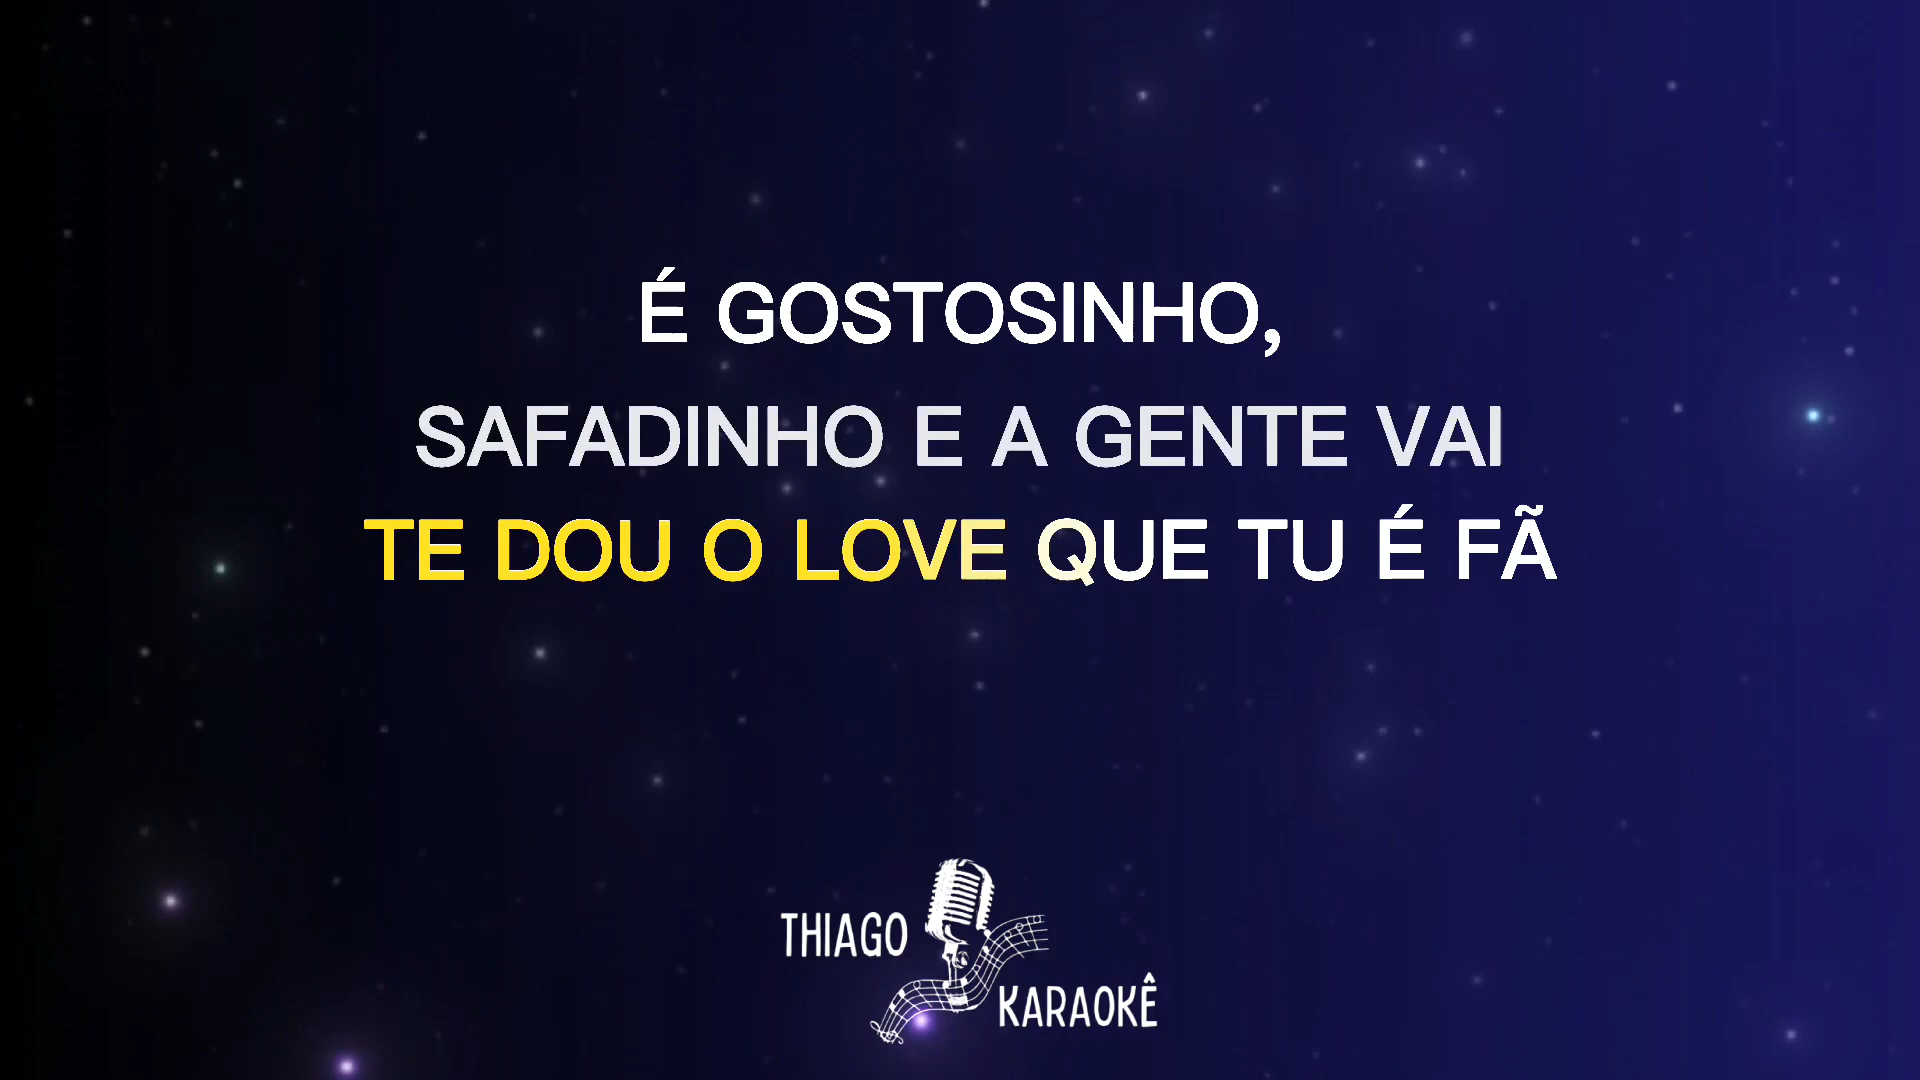 É GOSTOSINHO,
SAFADINHO E A GENTE VAI
TE DOU O LOVE QUE TU É FÃ
THIAGO
KARAOKÊ